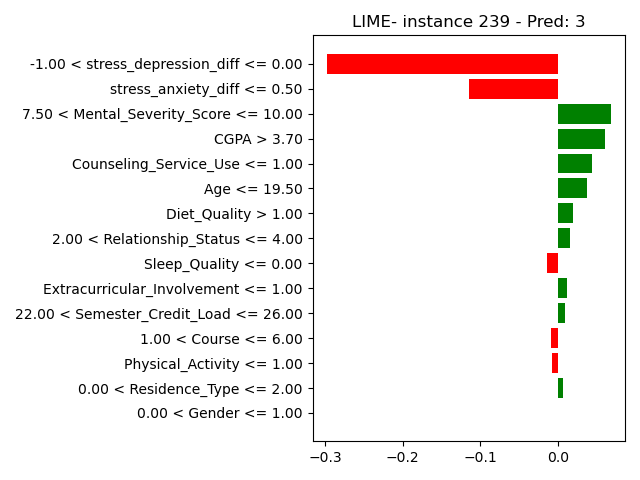 LIME- instance 239 - Pred: 3
-1.00 < stress_depression_diff <= 0.00
stress_anxiety_diff <= 0.50
7.50 < Mental_Severity_Score <= 10.00
CGPA > 3.70
Counseling_Service_Use <= 1.00
Age <= 19.50
Diet_Quality > 1.00
2.00 < Relationship_Status <= 4.00
Sleep_Quality <= 0.00
Extracurricular_Involvement <= 1.00
22.00 < Semester_Credit_Load <= 26.00
1.00 < Course <= 6.00
Physical_Activity <= 1.00
0.00 < Residence_Type <= 2.00
0.00 < Gender <= 1.00
−0.3 −0.2 −0.1 0.0